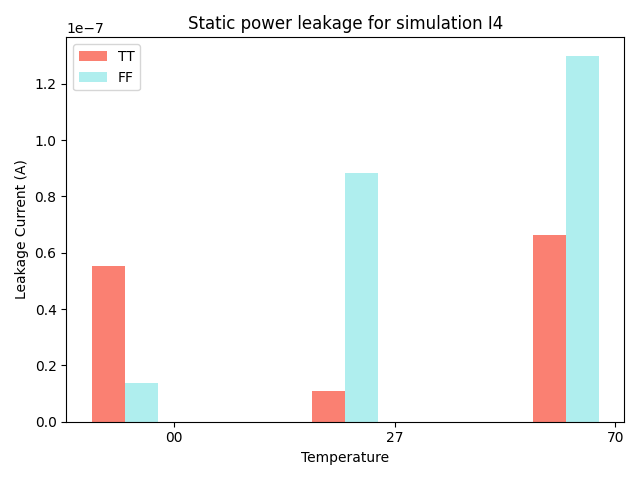 Static power leakage for simulation I4
1e−7
TT
FF
1.2
1.0
0.8
0.6
0.4
0.2
0.0
Leakage Current (A)
00 27 70
Temperature